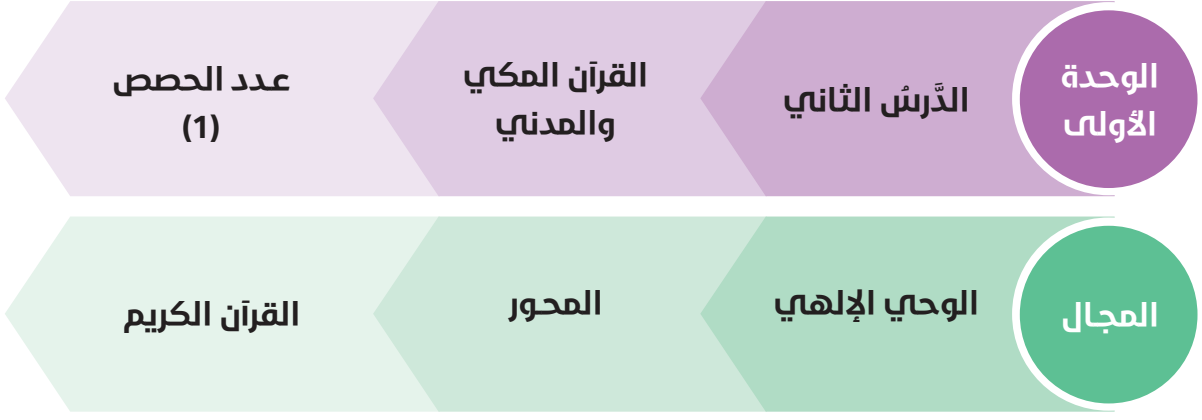 الوحدة
الأولى
الدَّرسُ الثاني
القرآن المكي
والمدني
عدد الحصص
(1)
المجال
الوحي الإلهي
المحور
القرآن الكريم